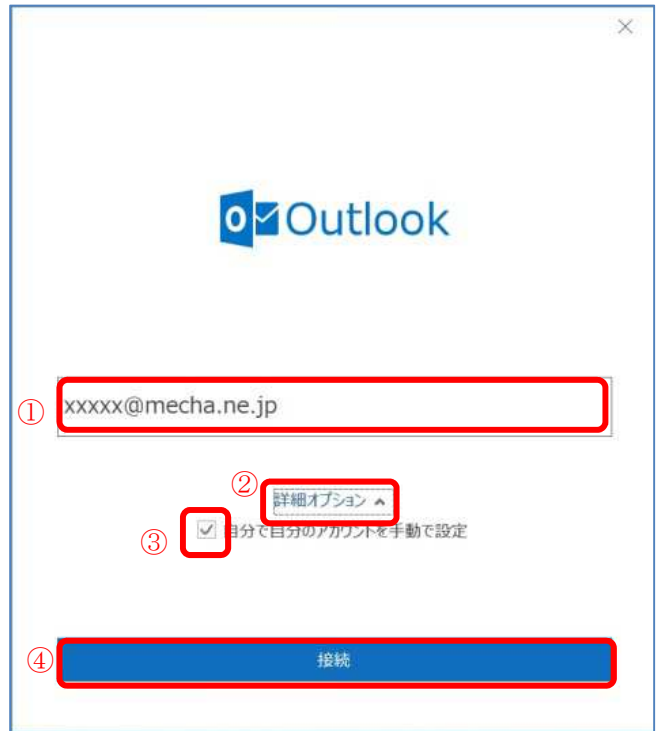 Outlook
① xxxxx@mecha.ne.jp
②
詳細オプション
③ 自分で自分のアカウントを手動で設定
④ 接続